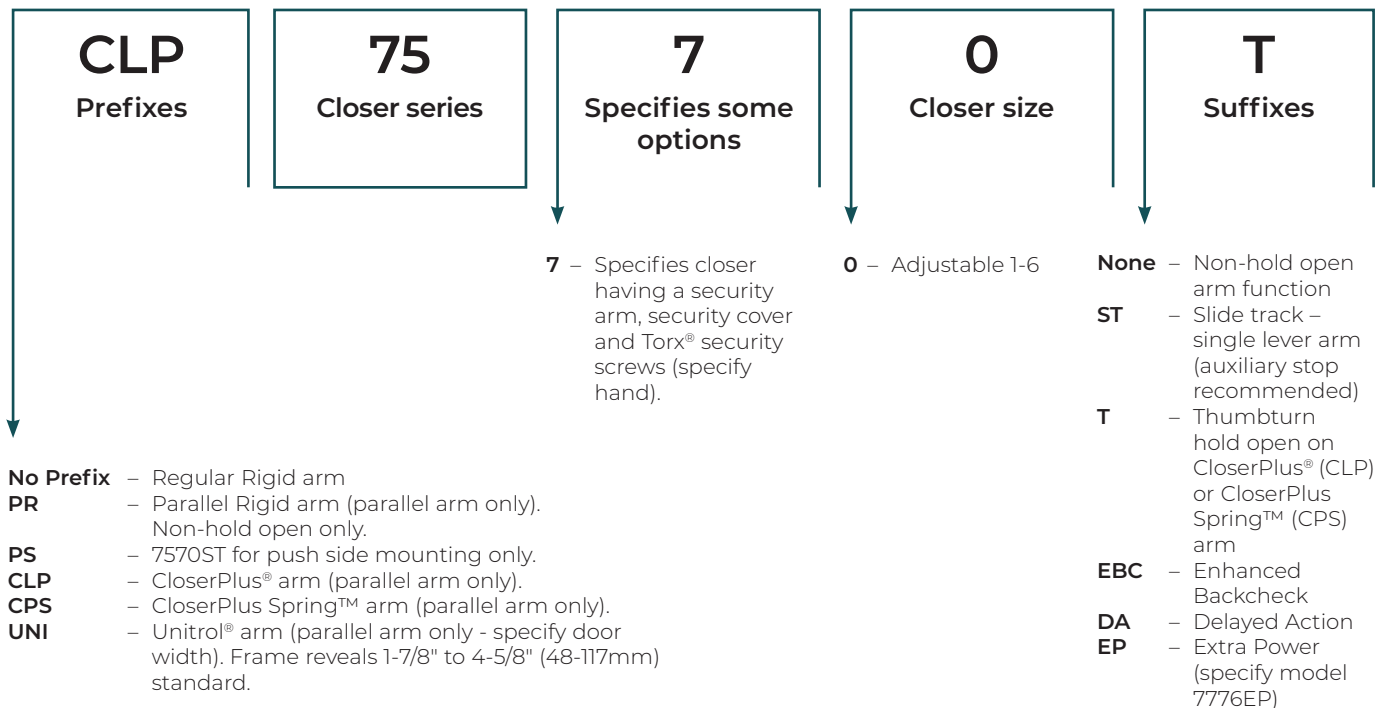 CLP
Prefixes
75
Closer series
7
Specifies some
options
0
Closer size
T
Suffixes
No Prefix – Regular Rigid arm
PR – Parallel Rigid arm (parallel arm only).
Non-hold open only.
PS – 7570ST for push side mounting only.
CLP – CloserPlus® arm (parallel arm only).
CPS – CloserPlus Spring™ arm (parallel arm only).
UNI – Unitrol® arm (parallel arm only - specify door
width). Frame reveals 1-7/8" to 4-5/8" (48-117mm)
standard.
7 – Specifies closer
having a security
arm, security cover
and Torx® security
screws (specify
hand).
0 – Adjustable 1-6
None – Non-hold open
arm function
ST – Slide track –
single lever arm
(auxiliary stop
recommended)
T – Thumbturn
hold open on
CloserPlus® (CLP)
or CloserPlus
Spring™ (CPS)
arm
EBC – Enhanced
Backcheck
DA – Delayed Action
EP – Extra Power
(specify model
7776EP)